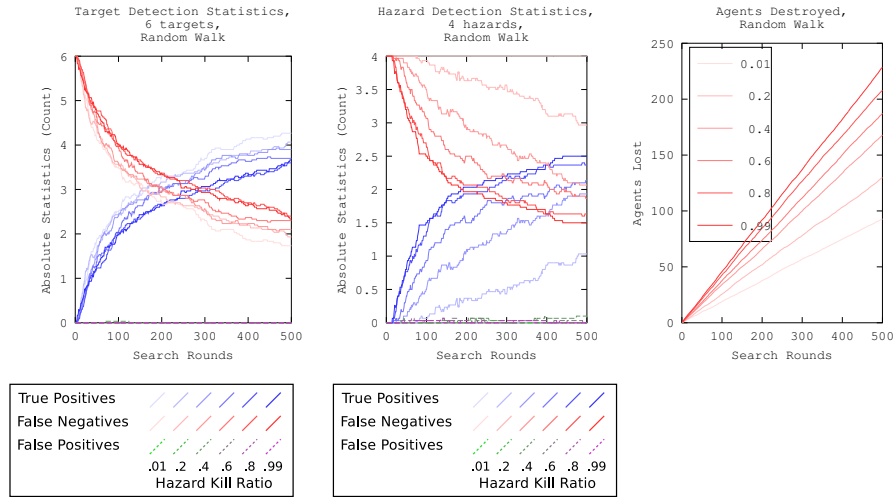 Target Detection Statistics,
6 targets,
Random Walk
Absolute Statistics (Count)
6
5
4
3
2
1
0
0 100 200 300 400 500
Search Rounds
Hazard Detection Statistics,
4 hazards,
Random Walk
Absolute Statistics (Count)
4
3.5
3
2.5
2
1.5
1
0.5
0
0 100 200 300 400 500
Search Rounds
Agents Destroyed,
Random Walk
Agents Lost
250
200
150
100
50
0
0 100 200 300 400 500
Search Rounds
0.01
0.2
0.4
0.6
0.8
0.99
True Positives
False Negatives
False Positives
.01 .2 .4 .6 .8 .99
Hazard Kill Ratio
True Positives
False Negatives
False Positives
.01 .2 .4 .6 .8 .99
Hazard Kill Ratio